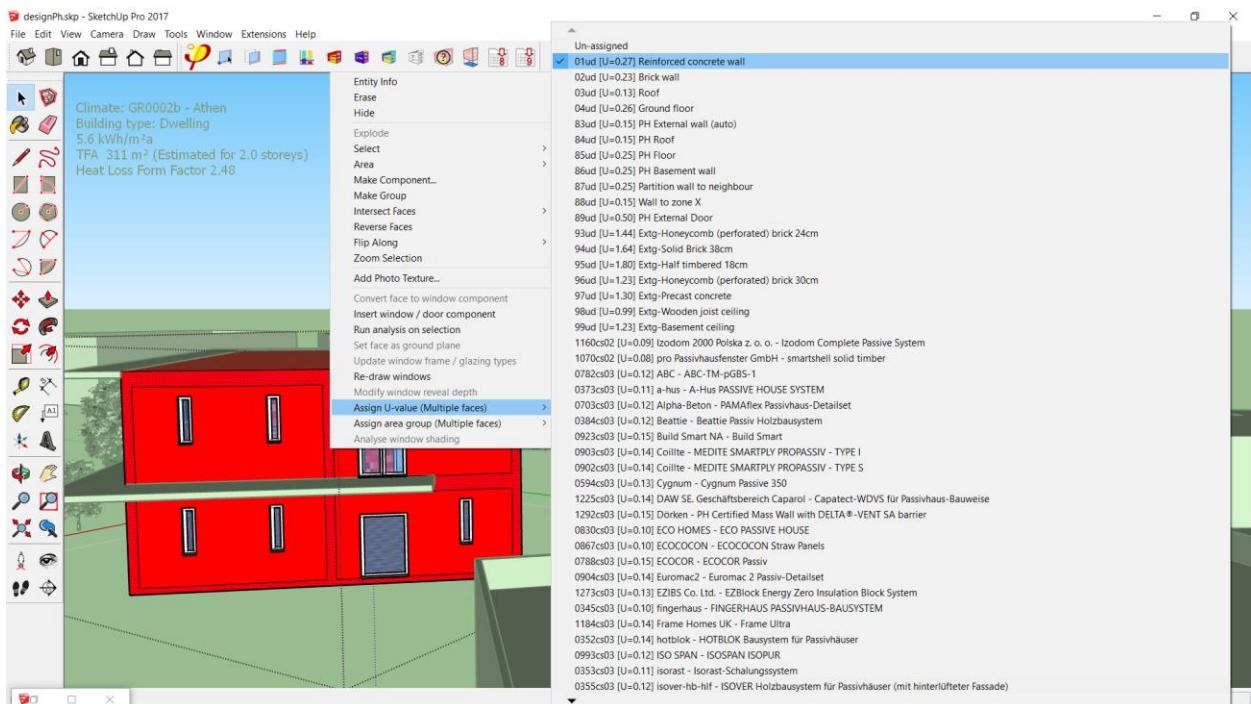 designPh.skp - SketchUp Pro 2017
File Edit View Camera Draw Tools Window Extensions Help
Climate: GR0002b - Athen
Building type: Dwelling
5.6 kWh/m²a
TFA 311 m² (Estimated for 2.0 storeys)
Heat Loss Form Factor 2.48
Entity Info
Erase
Hide
Explode
Select
Area
Make Component...
Make Group
Intersect Faces
Reverse Faces
Flip Along
Zoom Selection
Add Photo Texture...
Convert face to window component
Insert window / door component
Run analysis on selection
Set face as ground plane
Update window frame / glazing types
Re-draw windows
Modify window reveal depth
Assign U-value (Multiple faces)
Assign area group (Multiple faces)
Analyse window shading
Un-assigned
01ud [U=0.27] Reinforced concrete wall
02ud [U=0.23] Brick wall
03ud [U=0.13] Roof
04ud [U=0.26] Ground floor
83ud [U=0.15] PH External wall (auto)
84ud [U=0.15] PH Roof
85ud [U=0.25] PH Floor
86ud [U=0.25] PH Basement wall
87ud [U=0.25] Partition wall to neighbour
88ud [U=0.15] Wall to zone X
89ud [U=0.50] PH External Door
93ud [U=1.44] Extg-Honeycomb (perforated) brick 24cm
94ud [U=1.64] Extg-Solid Brick 38cm
95ud [U=1.80] Extg-Half timbered 18cm
96ud [U=1.23] Extg-Honeycomb (perforated) brick 30cm
97ud [U=1.30] Extg-Precast concrete
98ud [U=0.99] Extg-Wooden joist ceiling
99ud [U=1.23] Extg-Basement ceiling
1160cs02 [U=0.09] Izodom 2000 Polska z. o. o. - Izodom Complete Passive System
1070cs02 [U=0.08] pro Passivhausfenster GmbH - smartshell solid timber
0782cs03 [U=0.12] ABC - ABC-TM-pGBS-1
0373cs03 [U=0.11] a-hus - A-Hus PASSIVE HOUSE SYSTEM
0703cs03 [U=0.12] Alpha-Beton - PAMAflex Passivhaus-Detailset
0384cs03 [U=0.12] Beattie - Beattie Passiv Holzbausystem
0923cs03 [U=0.15] Build Smart NA - Build Smart
0903cs03 [U=0.14] Coillte - MEDITE SMARTPLY PROPASSIV - TYPE I
0902cs03 [U=0.14] Coillte - MEDITE SMARTPLY PROPASSIV - TYPE S
0594cs03 [U=0.13] Cygnum - Cygnum Passive 350
1225cs03 [U=0.14] DAW SE. Geschäftsbereich Caparol - Capatect-WDVS für Passivhaus-Bauweise
1292cs03 [U=0.15] Dörken - PH Certified Mass Wall with DELTA®-VENT SA barrier
0830cs03 [U=0.10] ECO HOMES - ECO PASSIVE HOUSE
0867cs03 [U=0.10] ECOCOCON - ECOCOCON Straw Panels
0788cs03 [U=0.15] ECOCOR - ECOCOR Passiv
0904cs03 [U=0.14] Euromac2 - Euromac 2 Passiv-Detailset
1273cs03 [U=0.13] EZIBS Co. Ltd. - EZBlock Energy Zero Insulation Block System
0345cs03 [U=0.10] fingerhaus - FINGERHAUS PASSIVHAUS-BAUSYSTEM
1184cs03 [U=0.14] Frame Homes UK - Frame Ultra
0352cs03 [U=0.14] hotblok - HOTBLOK Bausystem für Passivhäuser
0993cs03 [U=0.12] ISO SPAN - ISOSPAN ISOPUR
0353cs03 [U=0.11] isorast - Isorast-Schalungssystem
0355cs03 [U=0.12] isover-hb-hlf - ISOVER Holzbausystem für Passivhäuser (mit hinterlüfteter Fassade)